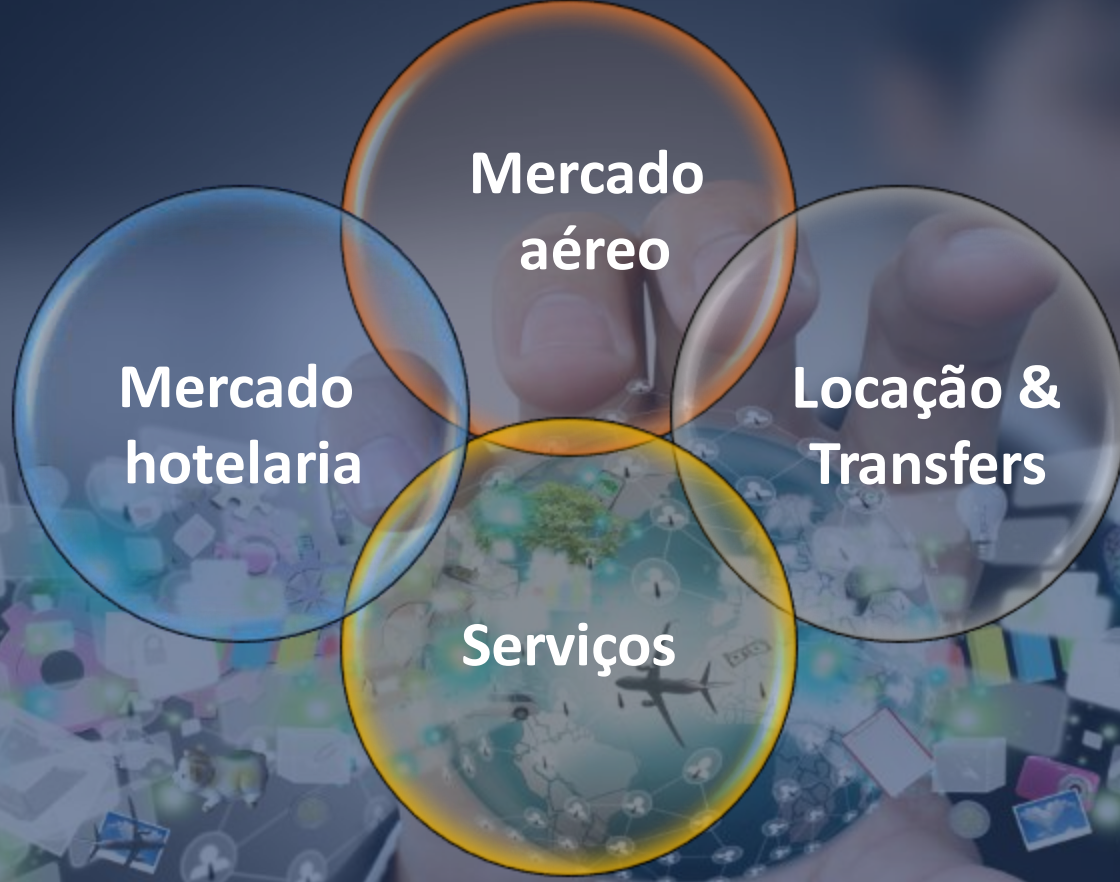 Mercado
aéreo
Mercado
hotelaria
Locação &
Transfers
Serviços